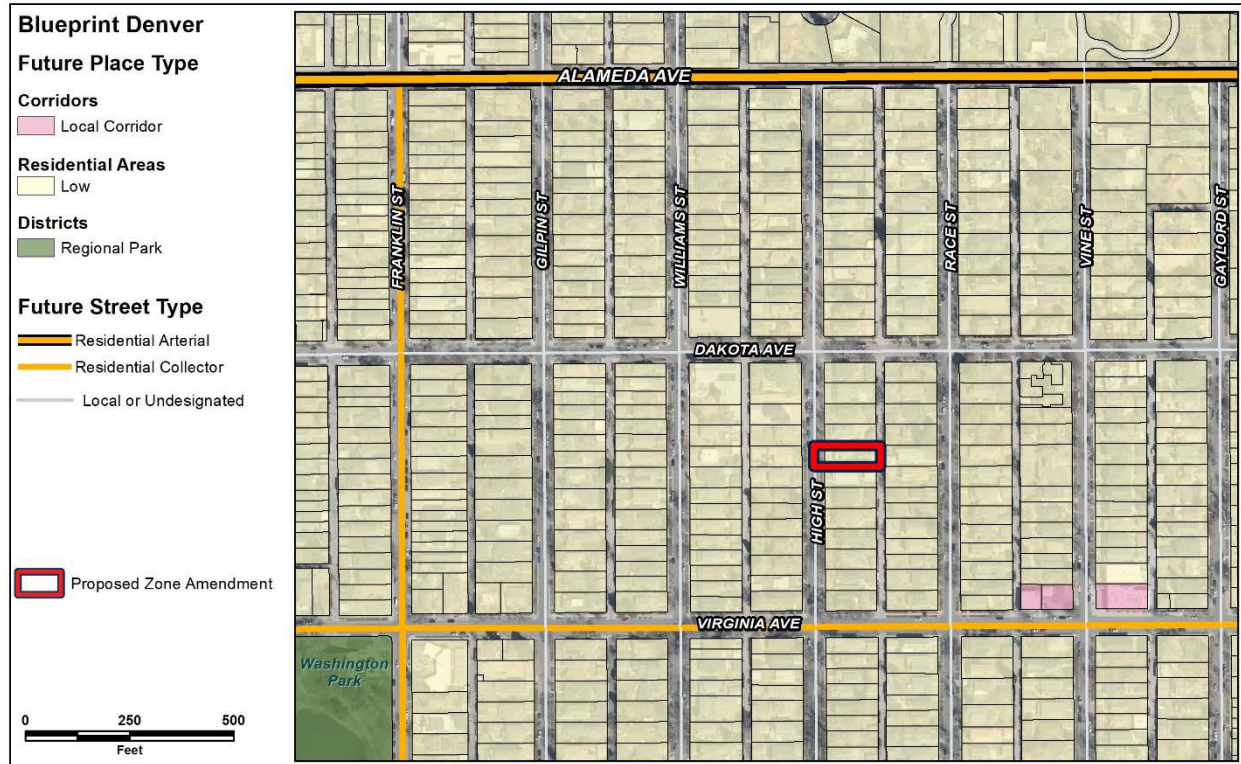 Blueprint Denver
Future Place Type
Corridors
Local Corridor
Residential Areas
Low
Districts
Regional Park
Future Street Type
Residential Arterial
Residential Collector
Local or Undesignated
Proposed Zone Amendment
0 250 500
Feet
ALAMEDA AVE
FRANKLIN ST
GILPIN ST
WILLIAMS ST
RACE ST
VINE ST
GAYLORD ST
DAKOTA AVE
HIGH ST
VIRGINIA AVE
Washington
Park